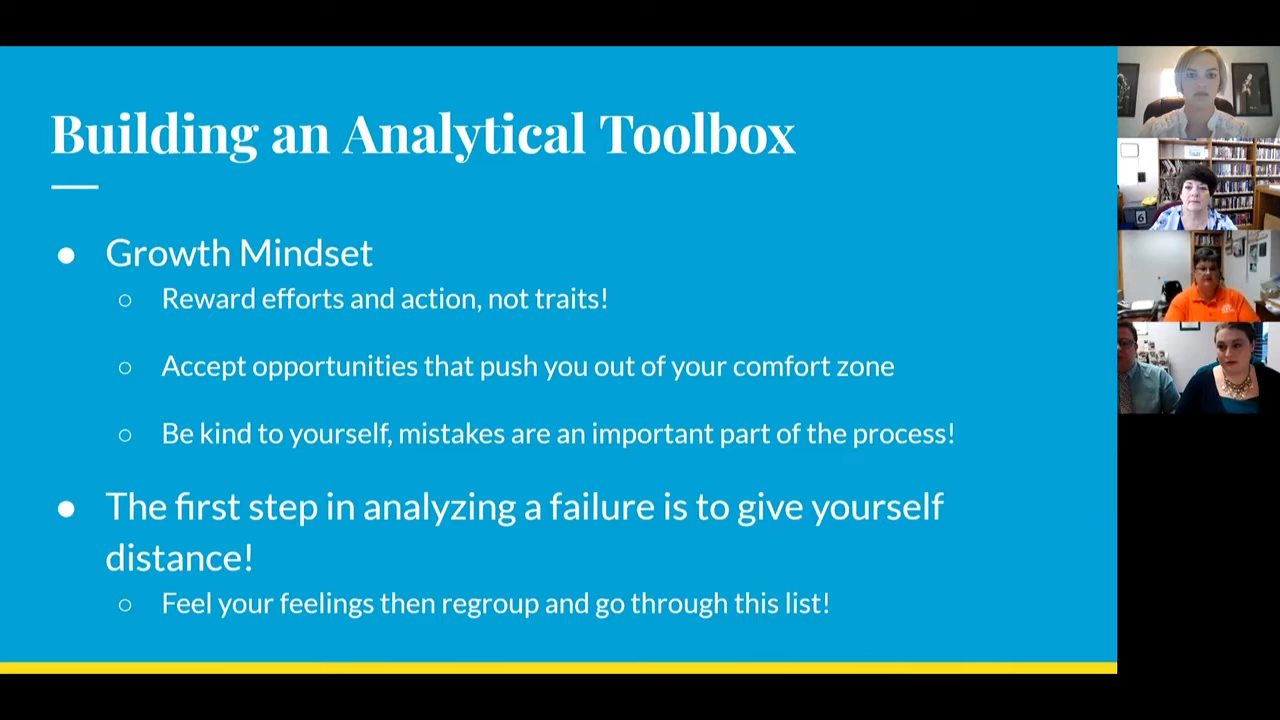 Building an Analytical Toolbox
● Growth Mindset
○ Reward efforts and action, not traits!
○ Accept opportunities that push you out of your comfort zone
○ Be kind to yourself, mistakes are an important part of the process!
● The first step in analyzing a failure is to give yourself
distance!
○ Feel your feelings then regroup and go through this list!
6